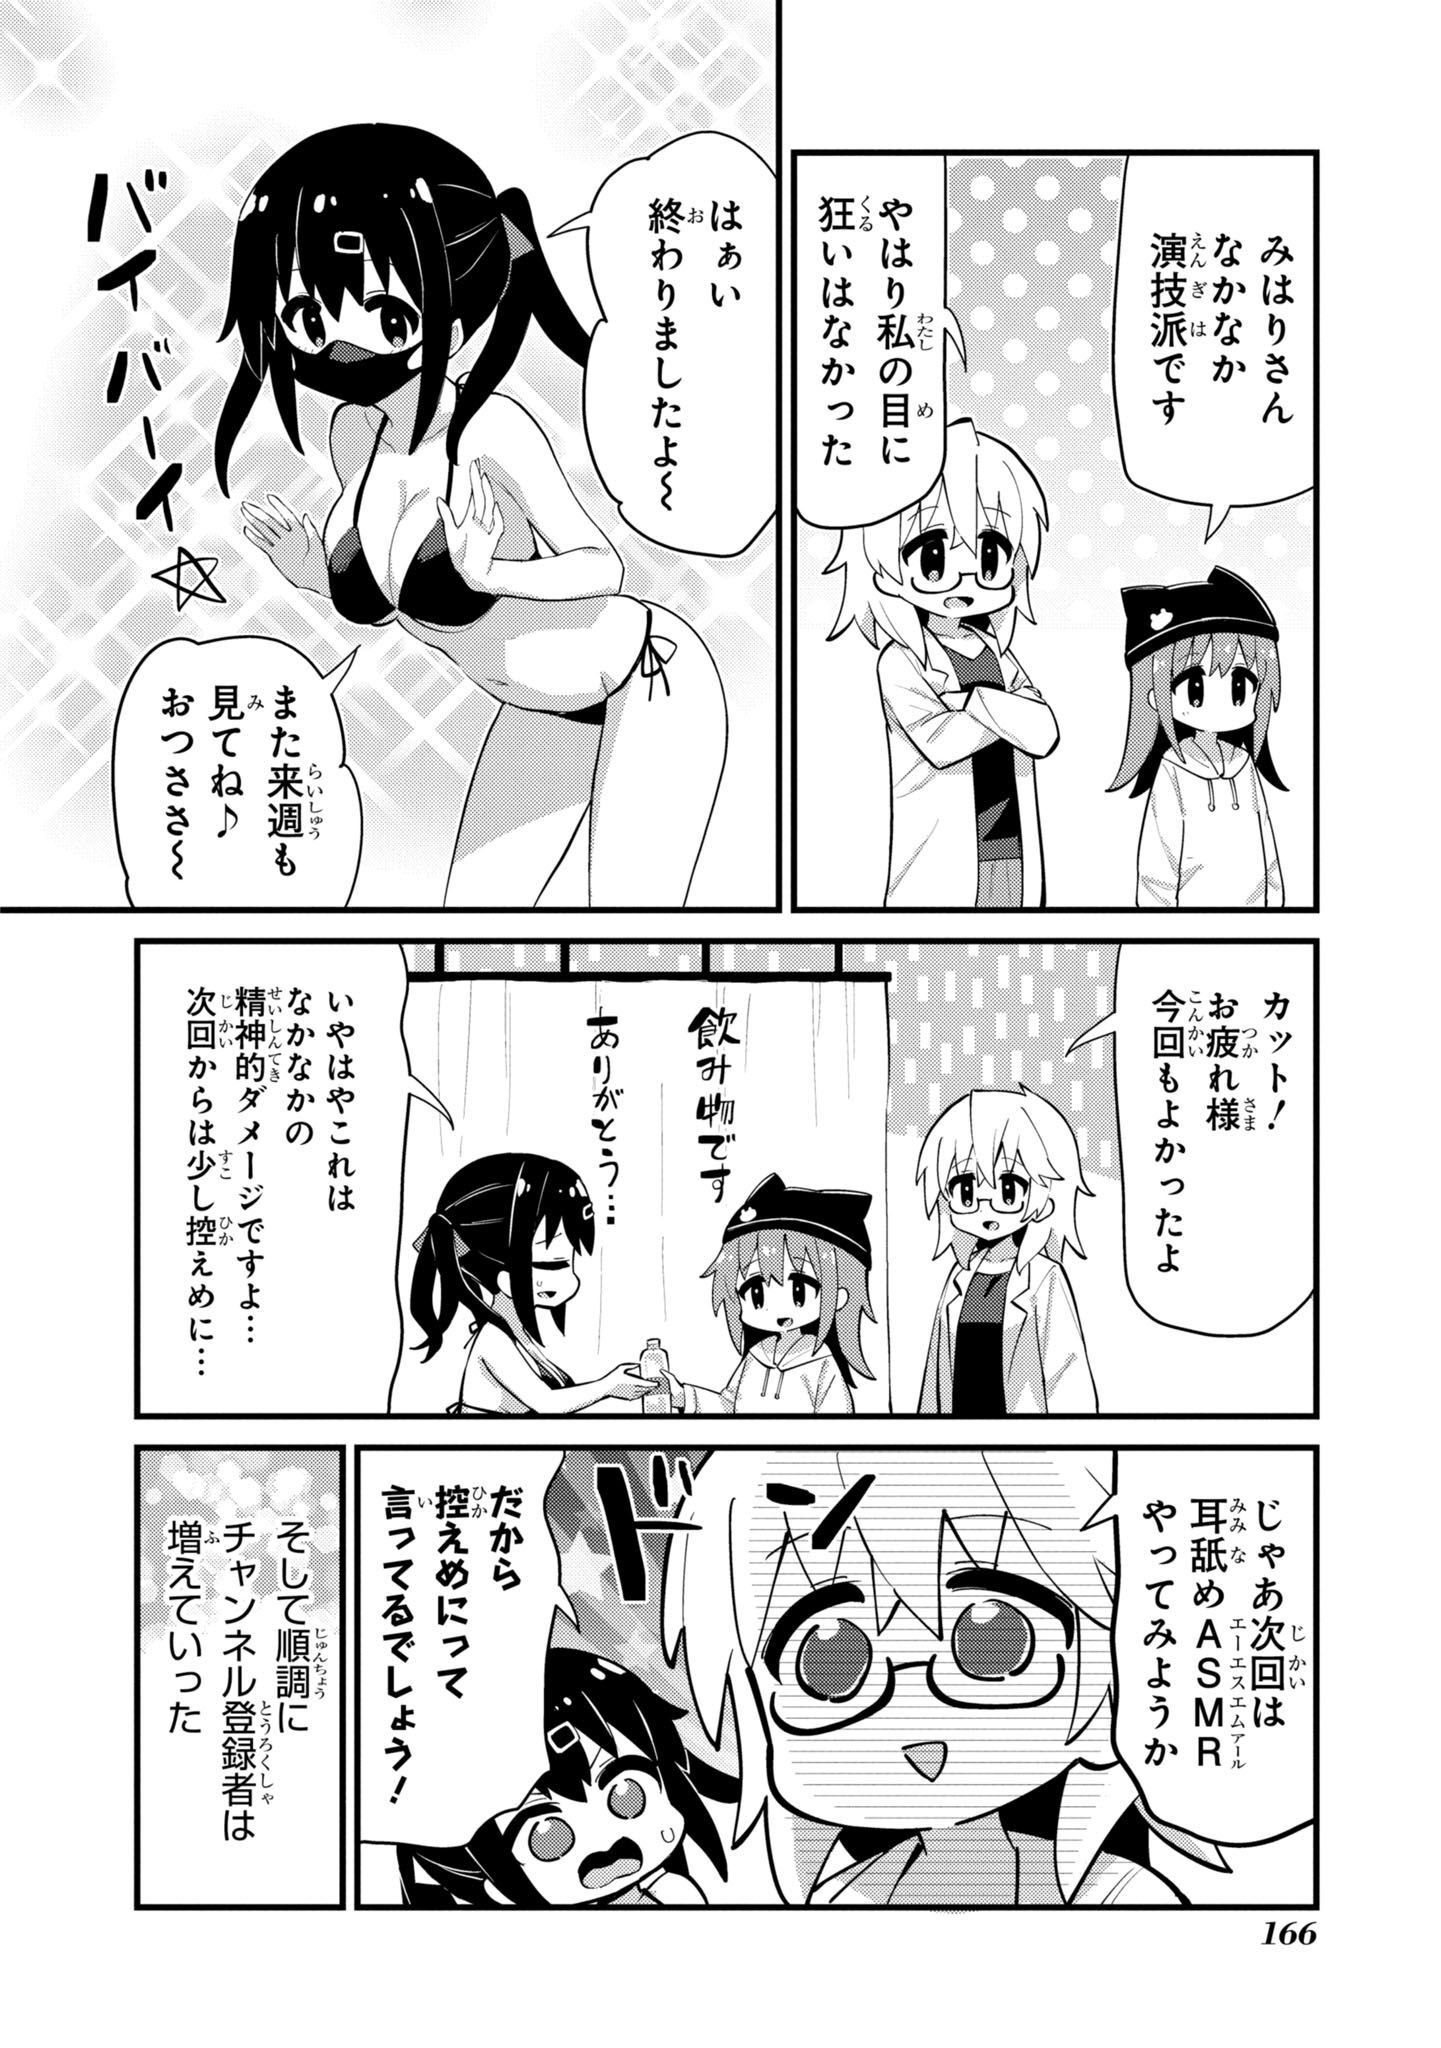 みはりさん
なかなか
演技派です
やはり私の目に
狂いはなかった
はぁい
終わりましたよ～
バイバーイ☆
また来週も
見てね♪
おつささ～
カット！
お疲れ様
今回もよかったよ
飲み物です
ありがとう…
いやはやこれは
なかなかの
精神的ダメージですよ…
次回からは少し控えめに…
じゃあ次回は
耳舐めASMR
やってみようか
ドンッ
だから
控えめにって
言ってるでしょう！
そして順調に
チャンネル登録者は
増えていった
166